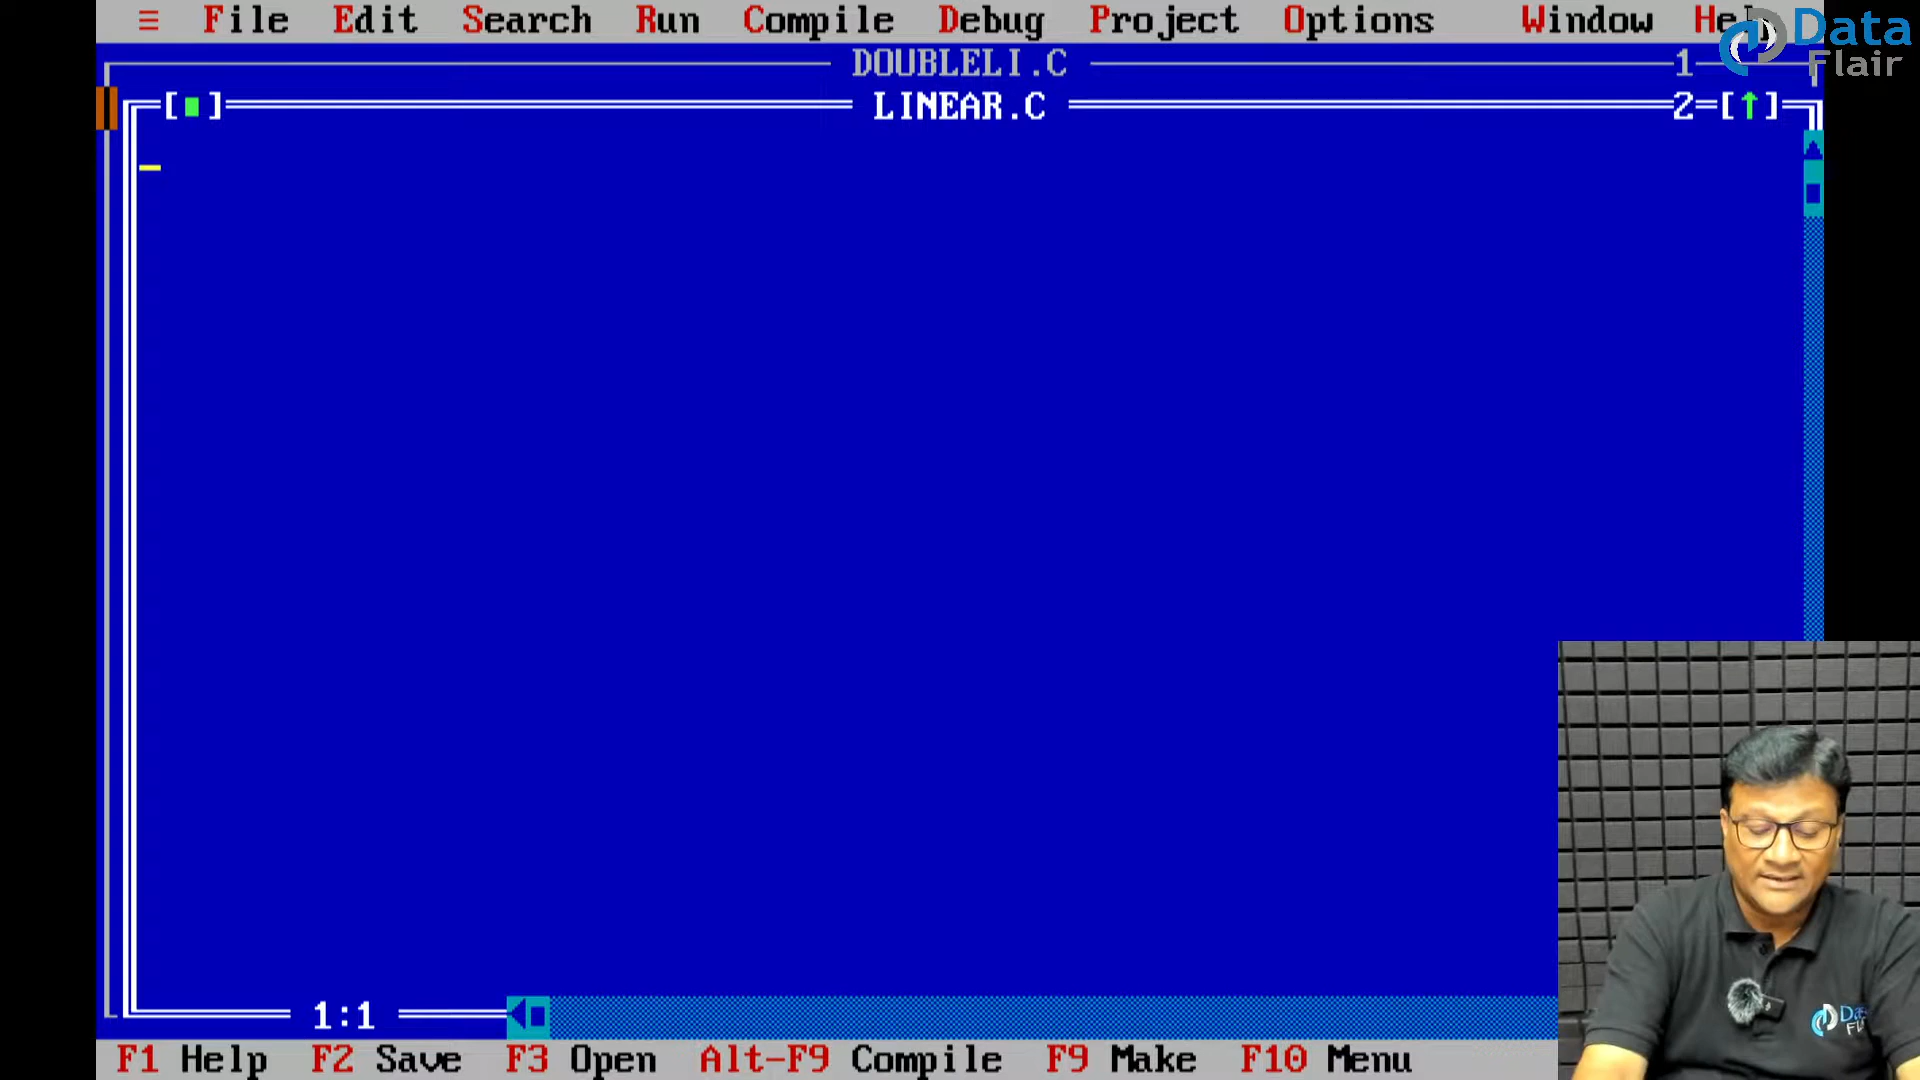 ≡ File Edit Search Run Compile Debug Project Options Window Help
Data
Flair
DOUBLELI.C 1
[■] LINEAR.C 2=[↑]
1:1
F1 Help F2 Save F3 Open Alt-F9 Compile F9 Make F10 Menu